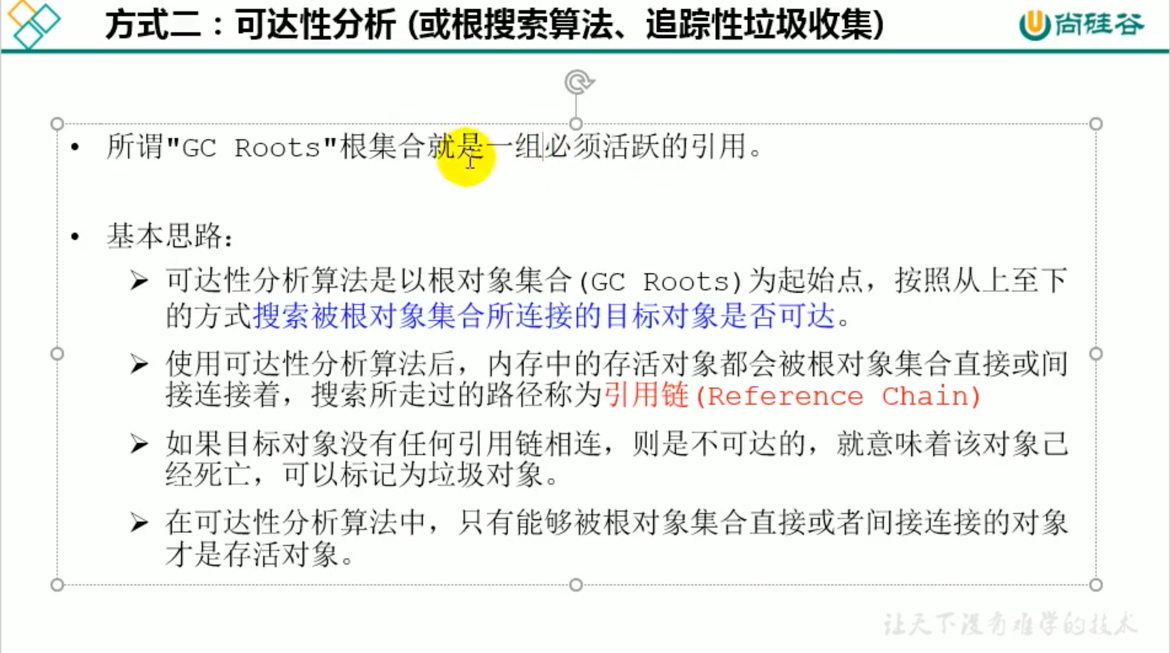 方式二：可达性分析 (或根搜索算法、追踪性垃圾收集)
尚硅谷
• 所谓"GC Roots"根集合就是一组必须活跃的引用。
• 基本思路：
➢ 可达性分析算法是以根对象集合(GC Roots)为起始点，按照从上至下
的方式搜索被根对象集合所连接的目标对象是否可达。
➢ 使用可达性分析算法后，内存中的存活对象都会被根对象集合直接或间
接连接着，搜索所走过的路径称为引用链(Reference Chain)
➢ 如果目标对象没有任何引用链相连，则是不可达的，就意味着该对象己
经死亡，可以标记为垃圾对象。
➢ 在可达性分析算法中，只有能够被根对象集合直接或者间接连接的对象
才是存活对象。
让天下没有难学的技术